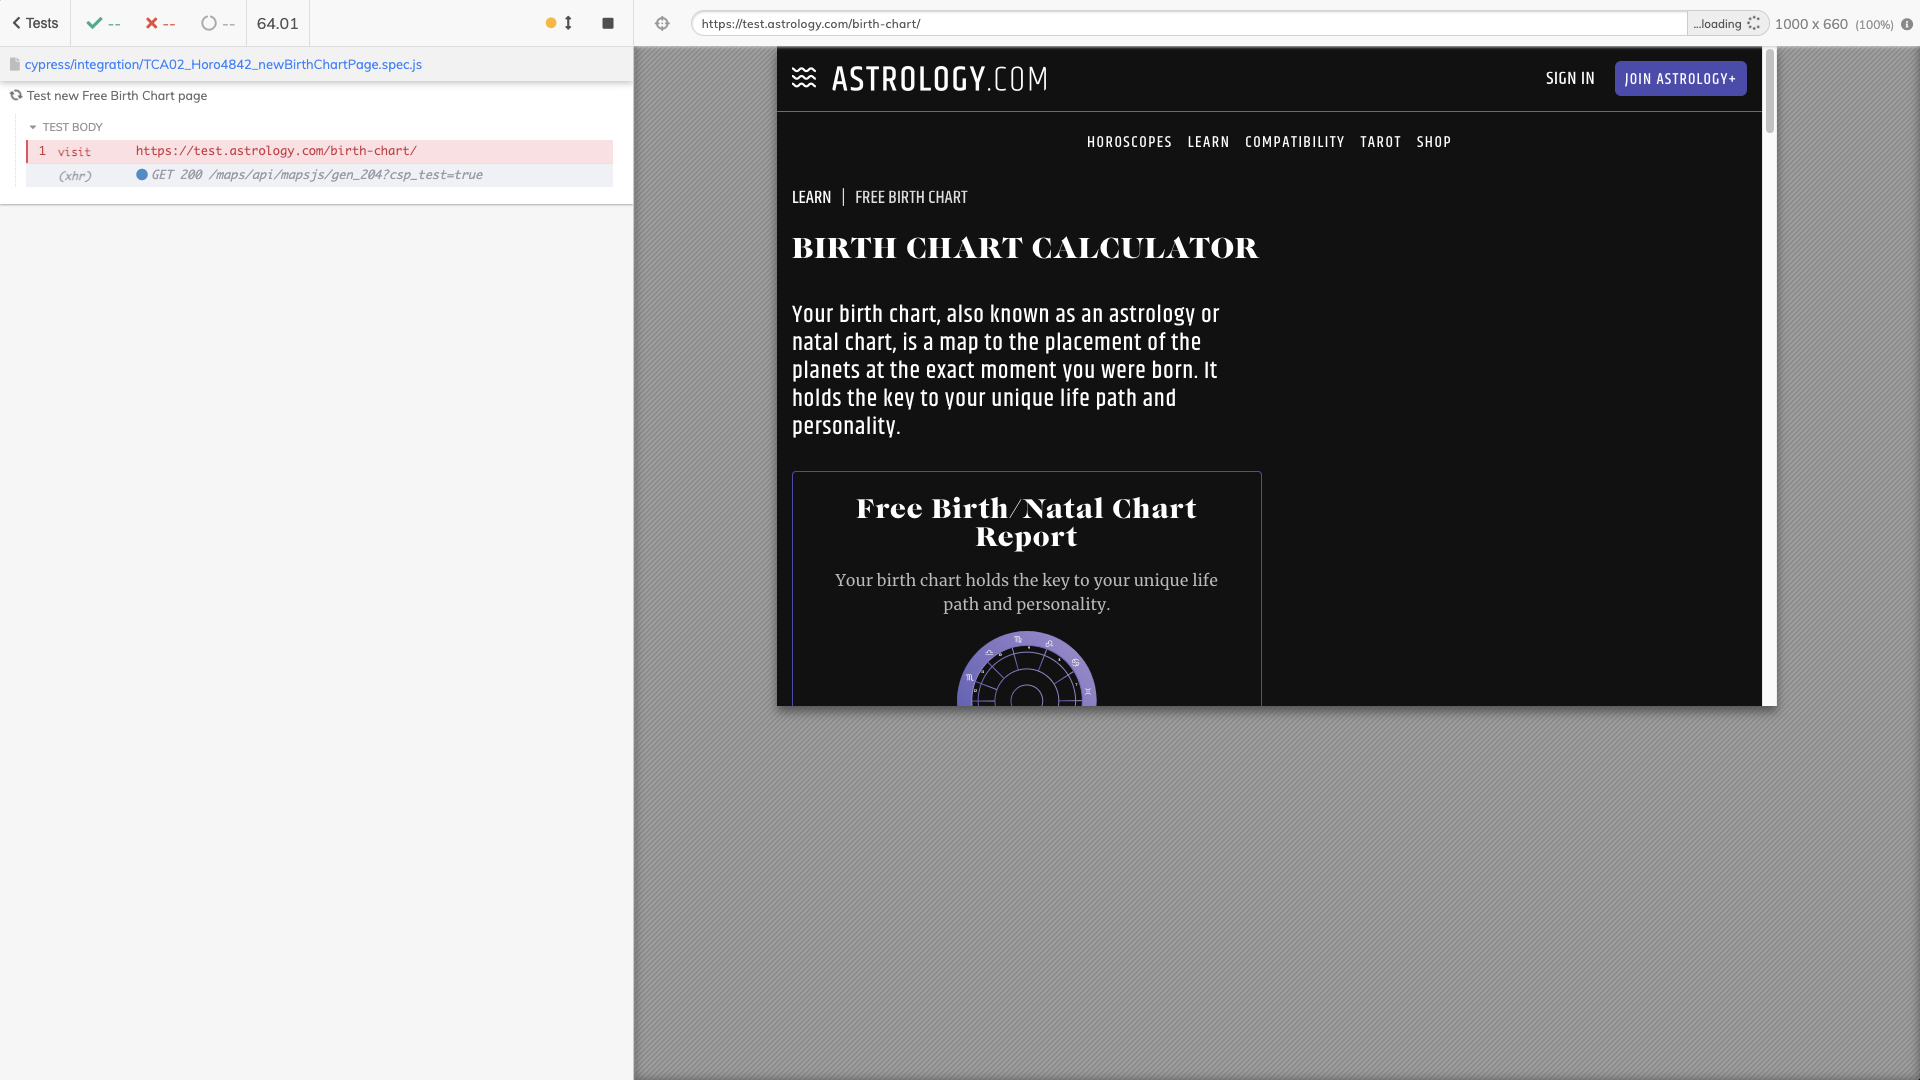 Tests
--
--
--
64.01
cypress/integration/TCA02_Horo4842_newBirthChartPage.spec.js
Test new Free Birth Chart page
TEST BODY
1 visit https://test.astrology.com/birth-chart/
(xhr) GET 200 /maps/api/mapsjs/gen_204?csp_test=true
https://test.astrology.com/birth-chart/
...loading
1000 x 660 (100%)
ASTROLOGY.COM
SIGN IN
JOIN ASTROLOGY+
HOROSCOPES LEARN COMPATIBILITY TAROT SHOP
LEARN | FREE BIRTH CHART
BIRTH CHART CALCULATOR
Your birth chart, also known as an astrology or
natal chart, is a map to the placement of the
planets at the exact moment you were born. It
holds the key to your unique life path and
personality.
Free Birth/Natal Chart
Report
Your birth chart holds the key to your unique life
path and personality.